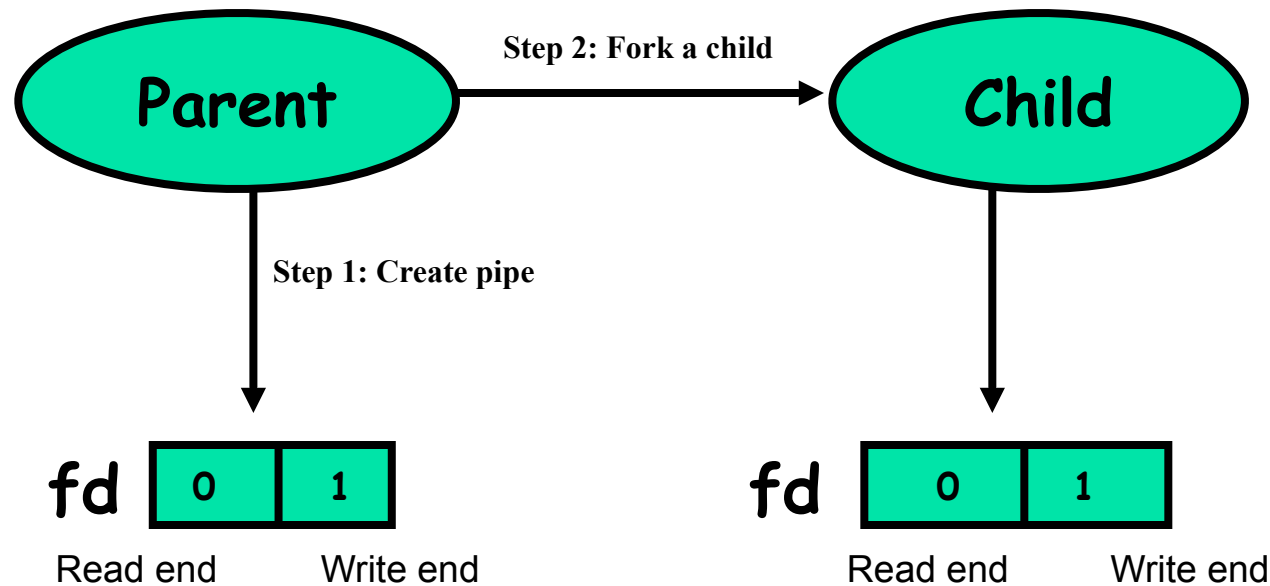 Step 2: Fork a child
Parent
Child
Step 1: Create pipe
fd 0 1
fd 0 1
Read end Write end
Read end Write end